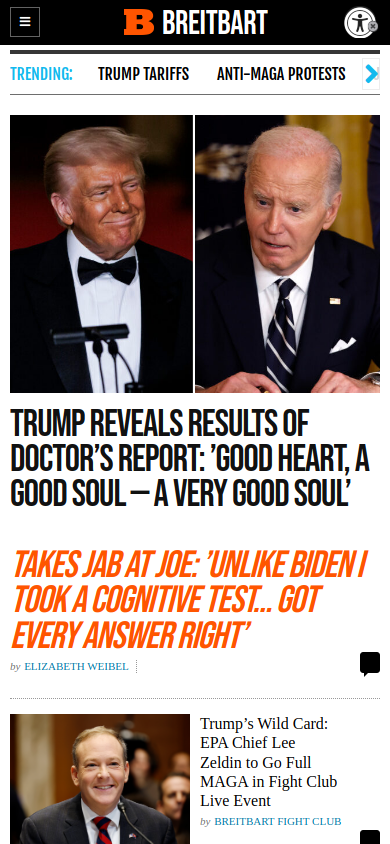 BREITBART
TRENDING: TRUMP TARIFFS ANTI-MAGA PROTESTS
TRUMP REVEALS RESULTS OF
DOCTOR’S REPORT: ’GOOD HEART, A
GOOD SOUL — A VERY GOOD SOUL’
TAKES JAB AT JOE: ’UNLIKE BIDEN I
TOOK A COGNITIVE TEST... GOT
EVERY ANSWER RIGHT’
by ELIZABETH WEIBEL
Trump’s Wild Card:
EPA Chief Lee
Zeldin to Go Full
MAGA in Fight Club
Live Event
by BREITBART FIGHT CLUB